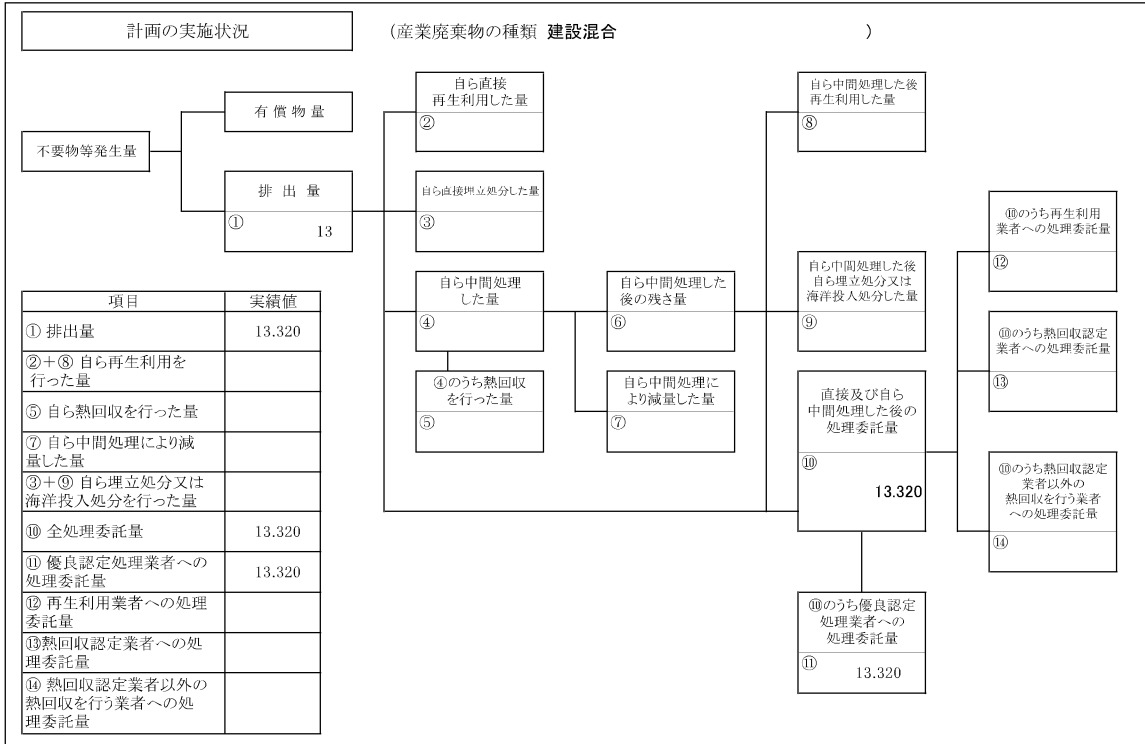 計画の実施状況
(産業廃棄物の種類 建設混合 )
不要物等発生量
有償物量
排出量
①
13
自ら直接
再生利用した量
②
自ら直接埋立処分した量
③
自ら中間処理
した量
④
④のうち熱回収
を行った量
⑤
自ら中間処理した
後の残さ量
⑥
自ら中間処理に
より減量した量
⑦
自ら中間処理した後
再生利用した量
⑧
自ら中間処理した後
自ら埋立処分又は
海洋投入処分した量
⑨
直接及び自ら
中間処理した後の
処理委託量
⑩
13.320
⑩のうち優良認定
処理業者への
処理委託量
⑪
13.320
⑩のうち再生利用
業者への処理委託量
⑫
⑩のうち熱回収認定
業者への処理委託量
⑬
⑩のうち熱回収認定
業者以外の
熱回収を行う業者
への処理委託量
⑭
項目 実績値
① 排出量 13.320
②+⑧ 自ら再生利用を
行った量
⑤ 自ら熱回収を行った量
⑦ 自ら中間処理により減
量した量
③+⑨ 自ら埋立処分又は
海洋投入処分を行った量
⑩ 全処理委託量 13.320
⑪ 優良認定処理業者への
処理委託量 13.320
⑫ 再生利用業者への処理
委託量
⑬熱回収認定業者への処
理委託量
⑭ 熱回収認定業者以外の
熱回収を行う業者への処
理委託量